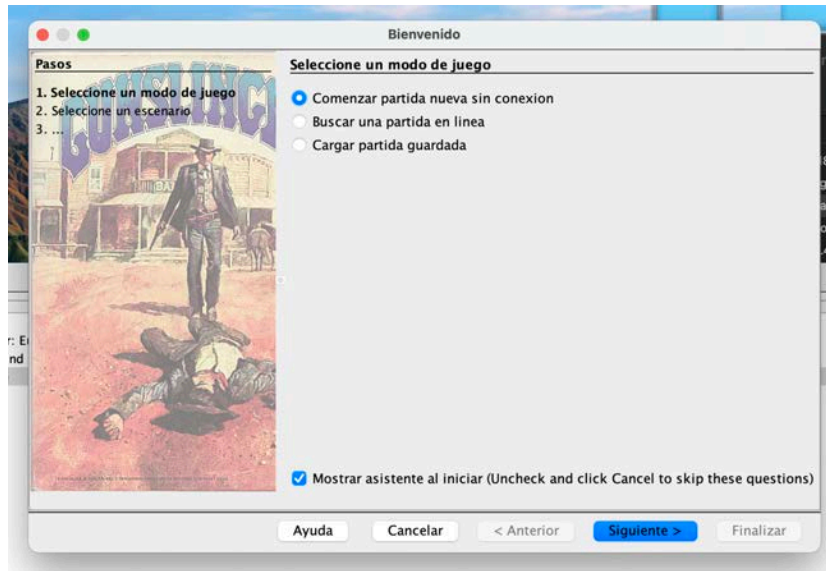 Bienvenido
Pasos
1. Seleccione un modo de juego
2. Seleccione un escenario
3. ...
BA
Seleccione un modo de juego
Comenzar partida nueva sin conexion
Buscar una partida en linea
Cargar partida guardada
Mostrar asistente al iniciar (Uncheck and click Cancel to skip these questions)
Ayuda
Cancelar
< Anterior
Siguiente >
Finalizar
r: E
nd